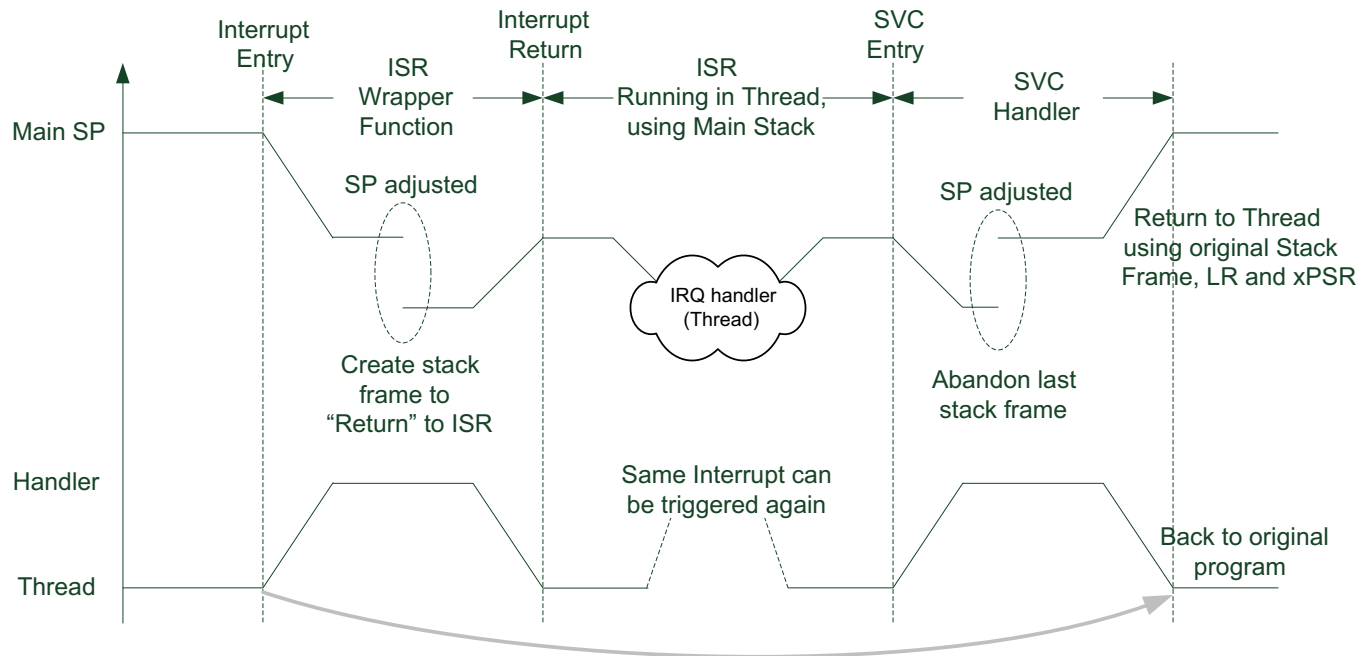 Interrupt
Entry
Interrupt
Return
SVC
Entry
ISR
Wrapper
Function
ISR
Running in Thread,
using Main Stack
SVC
Handler
Main SP
SP adjusted
SP adjusted
Return to Thread
using original Stack
Frame, LR and xPSR
IRQ handler
(Thread)
Create stack
frame to
“Return” to ISR
Abandon last
stack frame
Handler
Same Interrupt can
be triggered again
Back to original
program
Thread